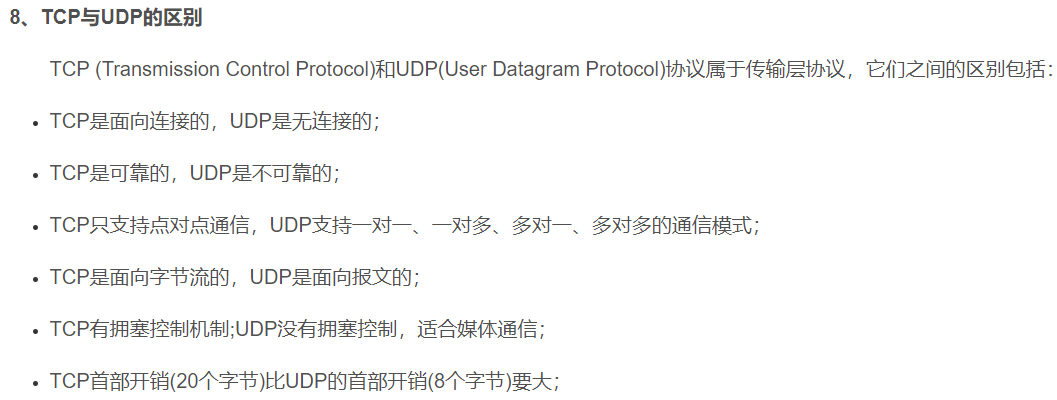 8、TCP与UDP的区别
TCP (Transmission Control Protocol)和UDP(User Datagram Protocol)协议属于传输层协议，它们之间的区别包括：
• TCP是面向连接的，UDP是无连接的；
• TCP是可靠的，UDP是不可靠的；
• TCP只支持点对点通信，UDP支持一对一、一对多、多对一、多对多的通信模式；
• TCP是面向字节流的，UDP是面向报文的；
• TCP有拥塞控制机制;UDP没有拥塞控制，适合媒体通信；
• TCP首部开销(20个字节)比UDP的首部开销(8个字节)要大；